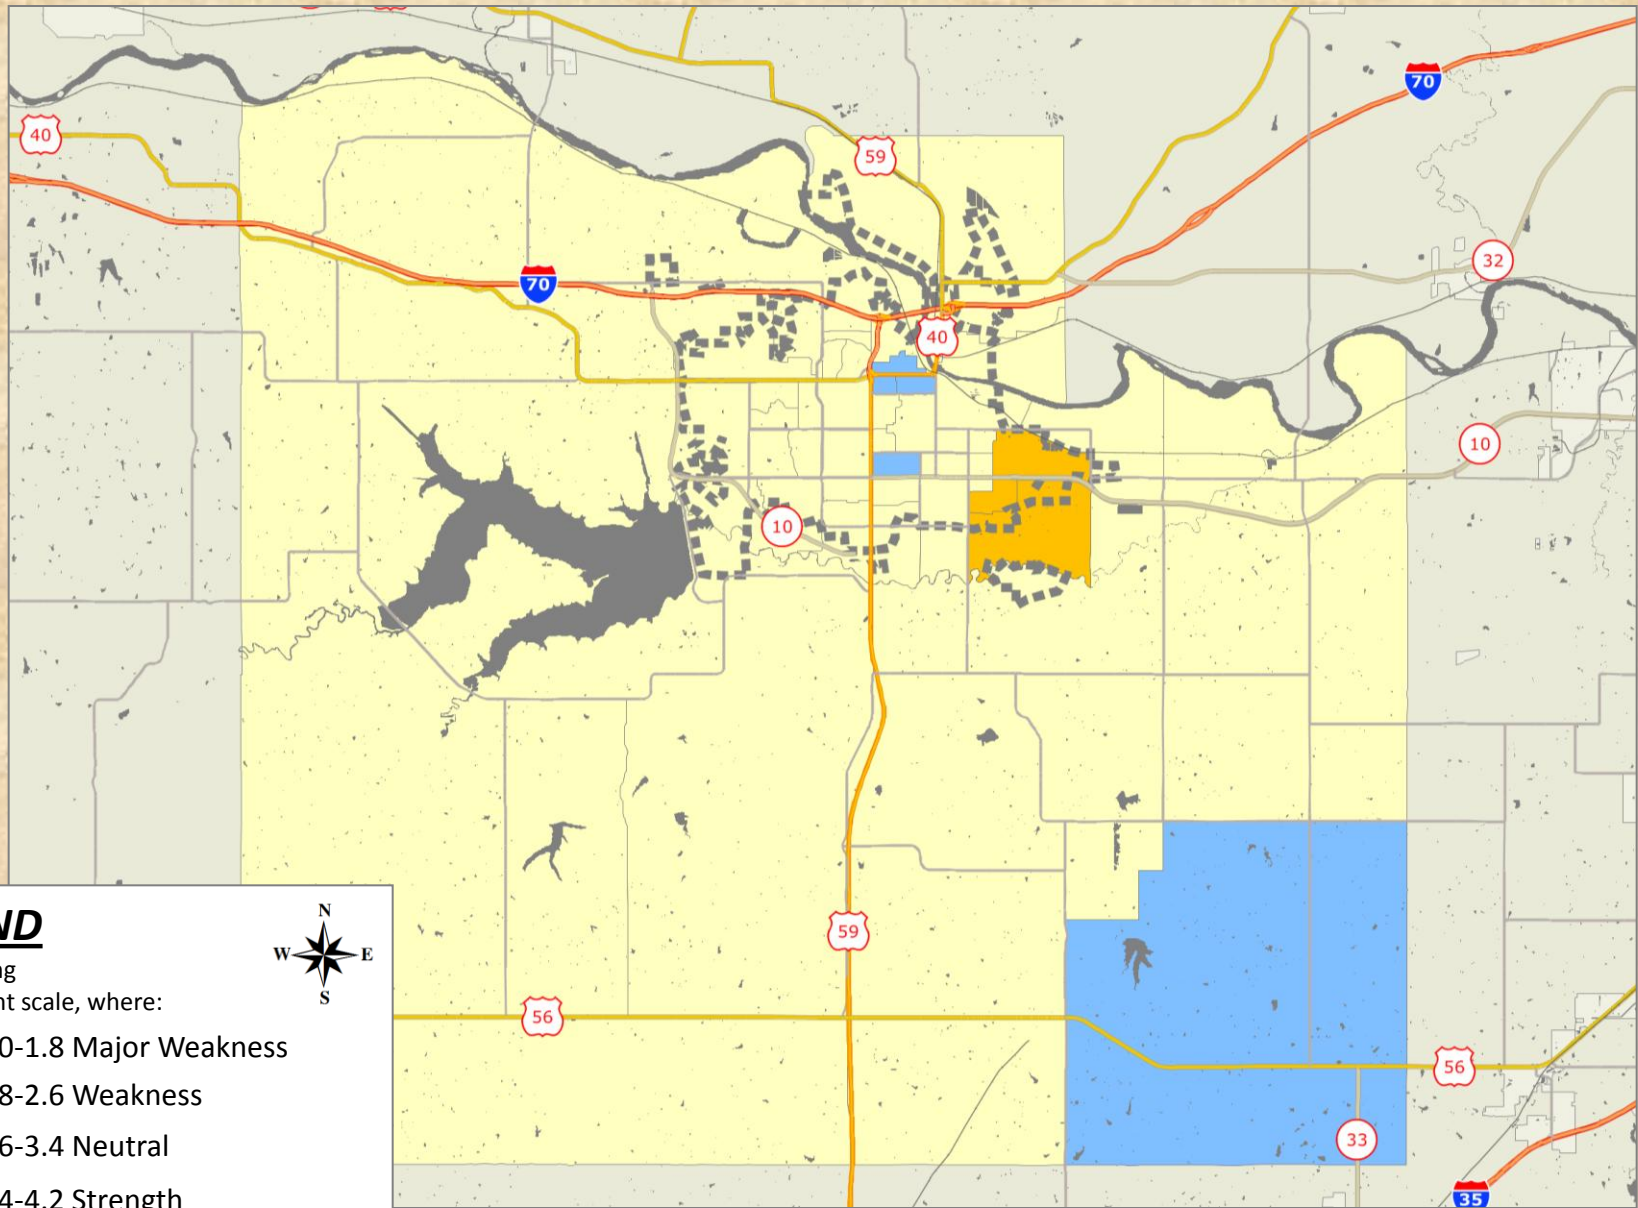 70
40
59
32
70
40
10
10
59
56
56
33
35
ND
N
W E
S
ng
nt scale, where:
0-1.8 Major Weakness
8-2.6 Weakness
6-3.4 Neutral
4-4.2 Strength